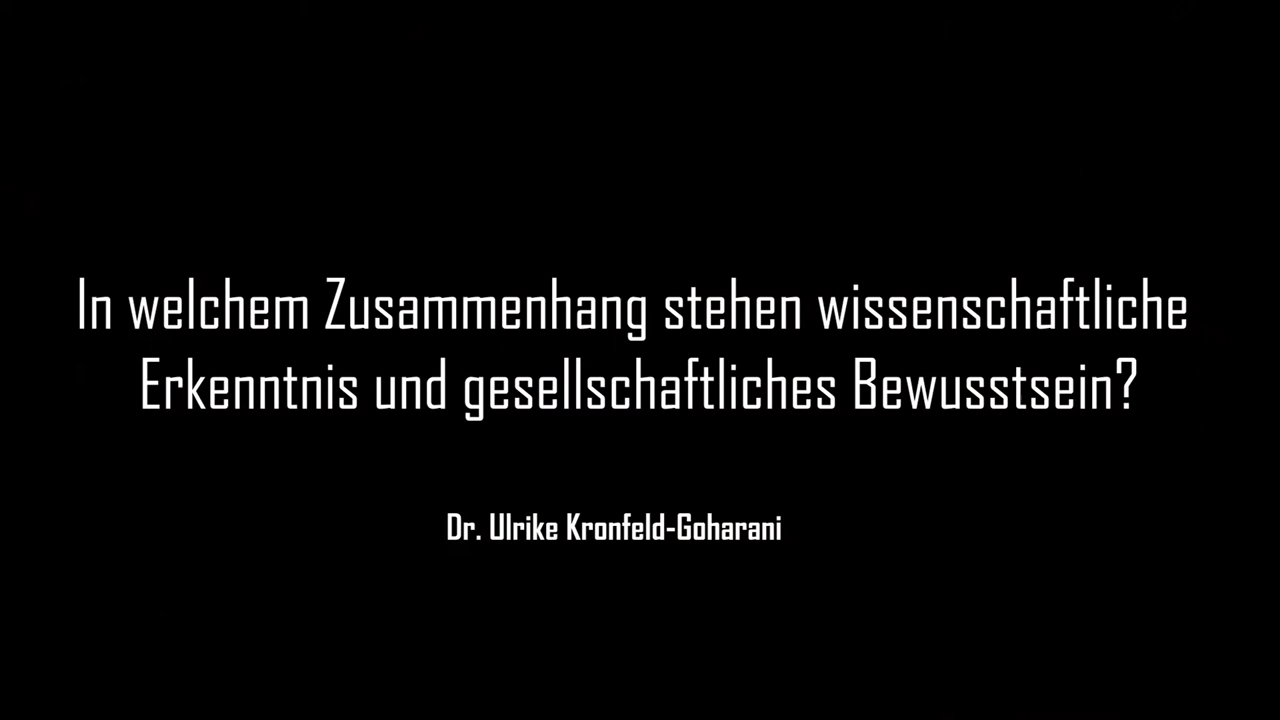 In welchem Zusammenhang stehen wissenschaftliche
Erkenntnis und gesellschaftliches Bewusstsein?
Dr. Ulrike Kronfeld-Goharani